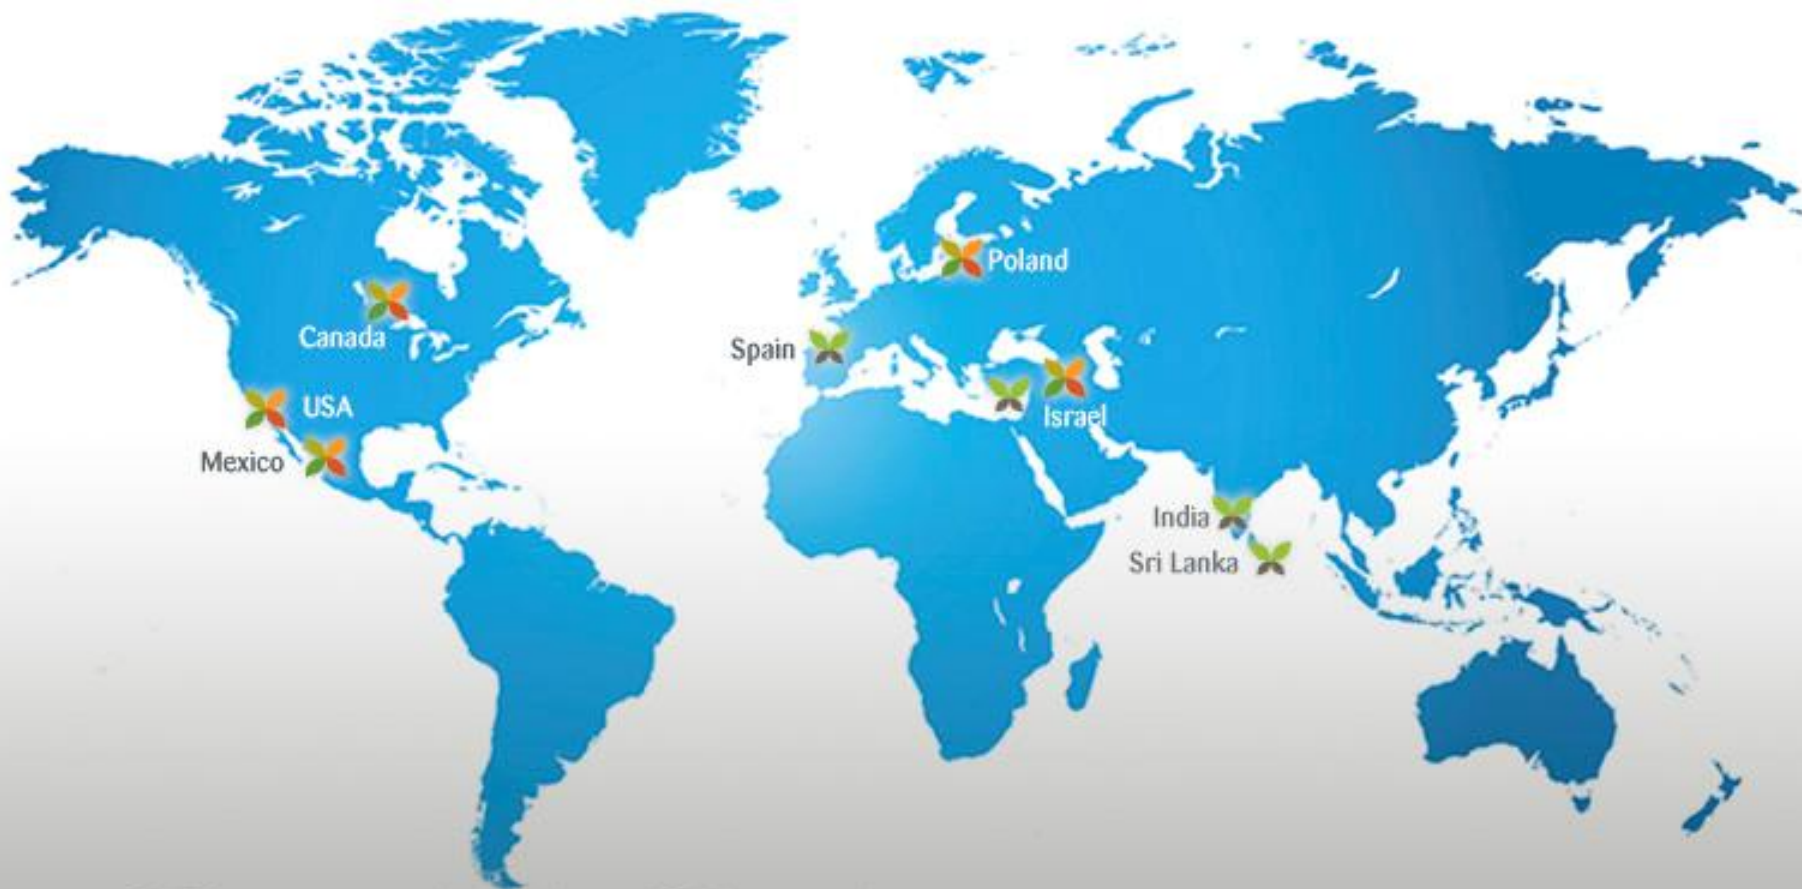 Poland
Canada
Spain
USA
Israel
Mexico
India
Sri Lanka